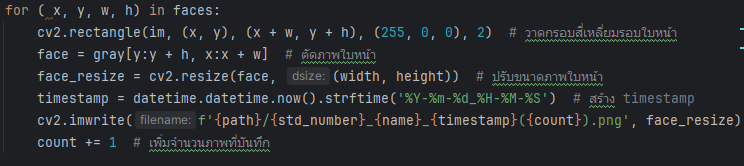 for ( x, y, w, h) in faces:
cv2.rectangle(im, (x, y), (x + w, y + h), (255, 0, 0), 2)  # วาดกรอบสี่เหลี่ยมรอบใบหน้า
face = gray[y:y + h, x:x + w]  # ตัดภาพใบหน้า
face_resize = cv2.resize(face, dsize: (width, height))  # ปรับขนาดภาพใบหน้า
timestamp = datetime.datetime.now().strftime('%Y-%m-%d_%H-%M-%S')  # สร้าง timestamp
cv2.imwrite( filename: f'{path}/{std_number}_{name}_{timestamp}({count}).png', face_resize)
count += 1  # เพิ่มจำนวนภาพที่บันทึก